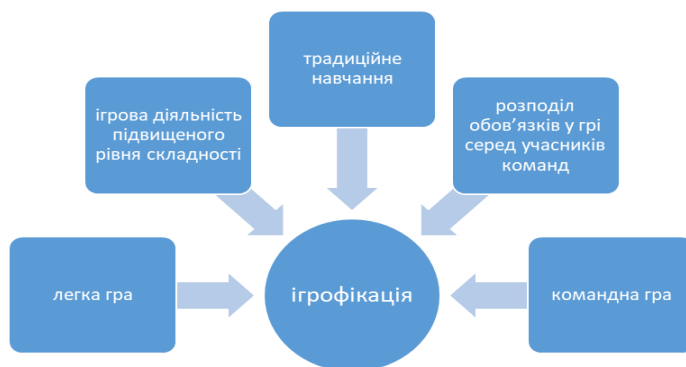 традиційне
навчання
ігрова діяльність
підвищеного
рівня складності
розподіл
обов’язків у грі
серед учасників
команд
легка гра
ігрофікація
командна гра